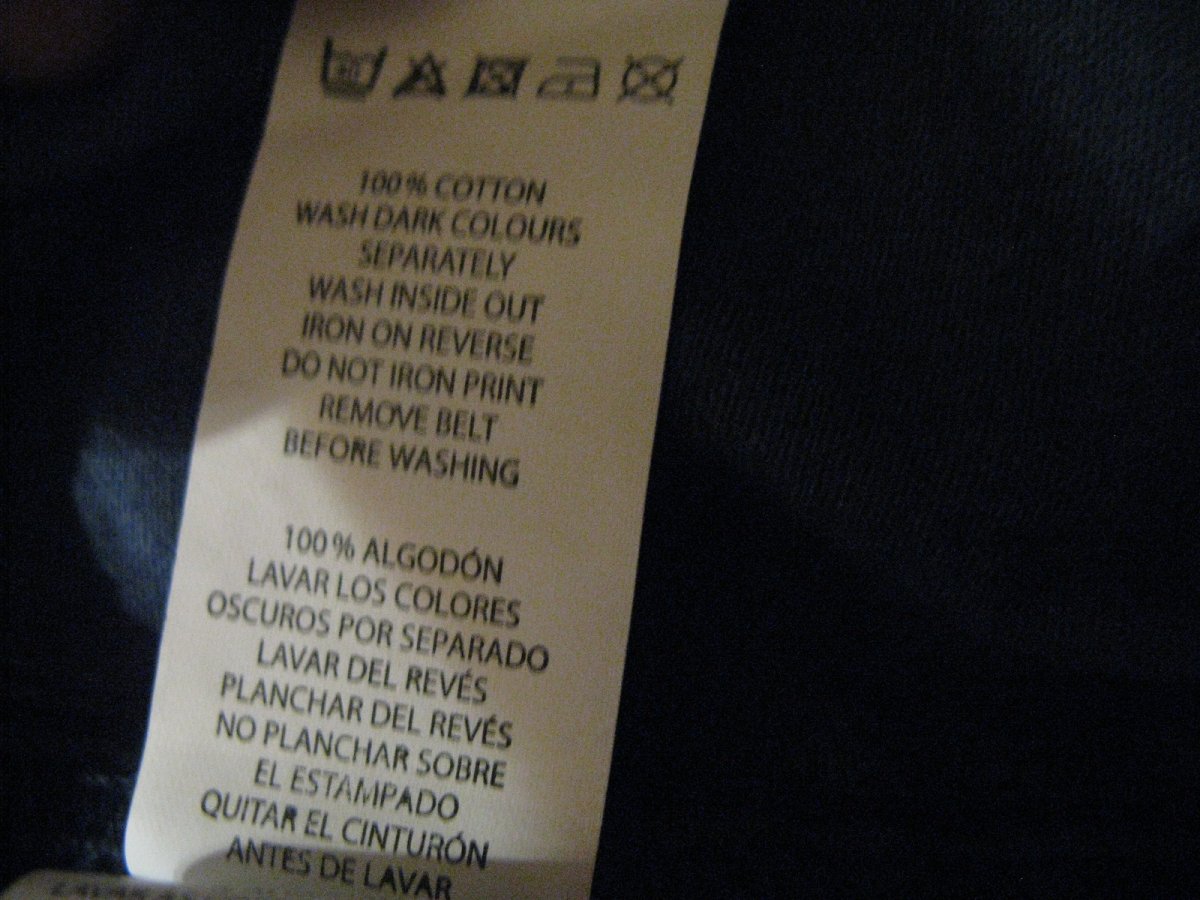 100% COTTON
WASH DARK COLOURS
SEPARATELY
WASH INSIDE OUT
IRON ON REVERSE
DO NOT IRON PRINT
REMOVE BELT
BEFORE WASHING
100% ALGODÓN
LAVAR LOS COLORES
OSCUROS POR SEPARADO
LAVAR DEL REVÉS
PLANCHAR DEL REVÉS
NO PLANCHAR SOBRE
EL ESTAMPADO
QUITAR EL CINTURÓN
ANTES DE LAVAR